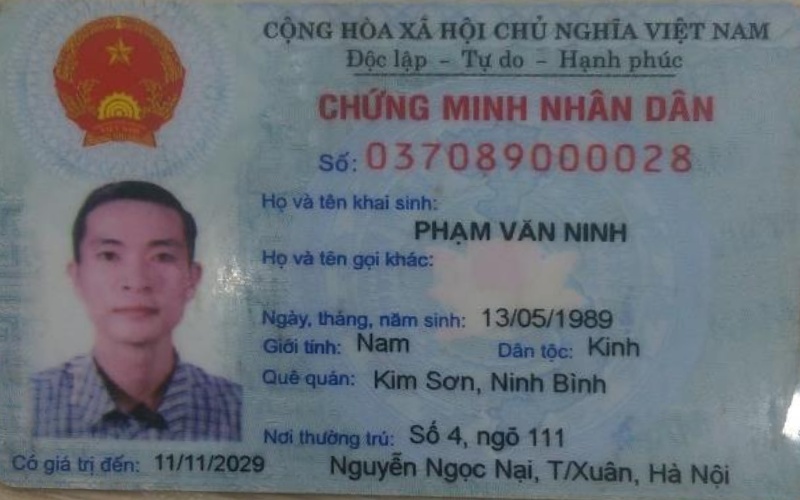 CỘNG HÒA XÃ HỘI CHỦ NGHĨA VIỆT NAM
Độc lập - Tự do - Hạnh phúc
CHỨNG MINH NHÂN DÂN
Số: 037089000028
Họ và tên khai sinh:
PHẠM VĂN NINH
Họ và tên gọi khác:
Ngày, tháng, năm sinh: 13/05/1989
Giới tính: Nam Dân tộc: Kinh
Quê quán: Kim Sơn, Ninh Bình
Nơi thường trú: Số 4, ngõ 111
Có giá trị đến: 11/11/2029 Nguyễn Ngọc Nại, T/Xuân, Hà Nội